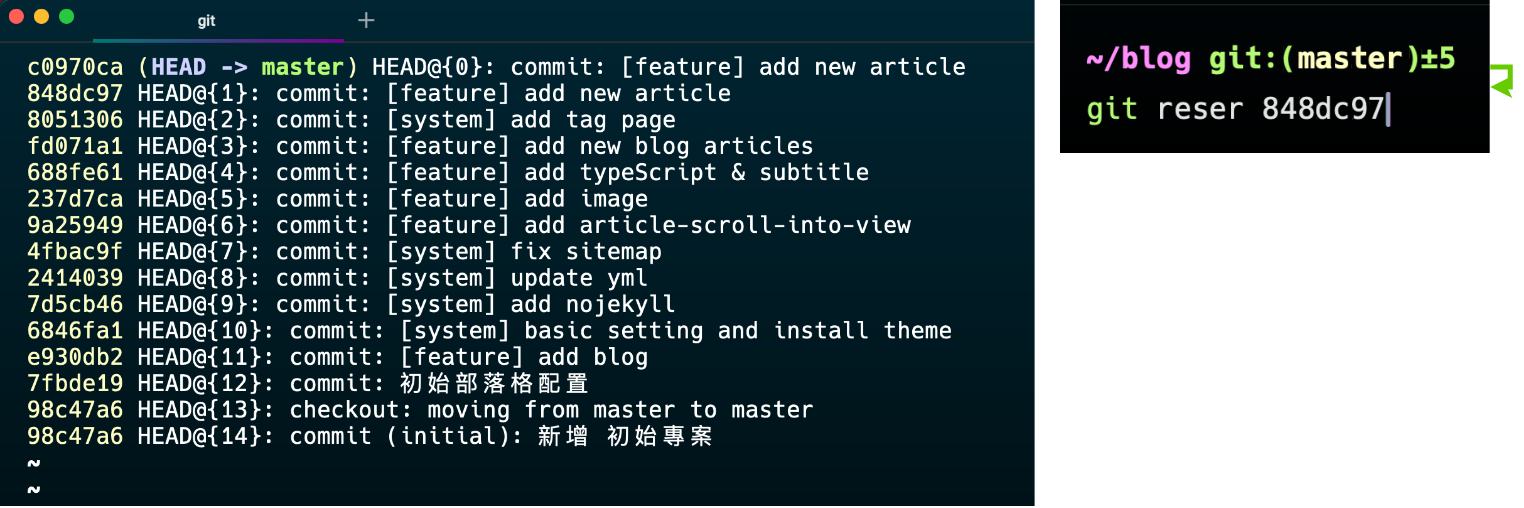 git
+
c0970ca (HEAD -> master) HEAD@{0}: commit: [feature] add new article
848dc97 HEAD@{1}: commit: [feature] add new article
8051306 HEAD@{2}: commit: [system] add tag page
fd071a1 HEAD@{3}: commit: [feature] add new blog articles
688fe61 HEAD@{4}: commit: [feature] add typeScript & subtitle
237d7ca HEAD@{5}: commit: [feature] add image
9a25949 HEAD@{6}: commit: [feature] add article-scroll-into-view
4fbac9f HEAD@{7}: commit: [system] fix sitemap
2414039 HEAD@{8}: commit: [system] update yml
7d5cb46 HEAD@{9}: commit: [system] add nojekyll
6846fa1 HEAD@{10}: commit: [system] basic setting and install theme
e930db2 HEAD@{11}: commit: [feature] add blog
7fbde19 HEAD@{12}: commit: 初始部落格配置
98c47a6 HEAD@{13}: checkout: moving from master to master
98c47a6 HEAD@{14}: commit (initial): 新增 初始專案
~
~
~/blog git:(master)±5
git reser 848dc97